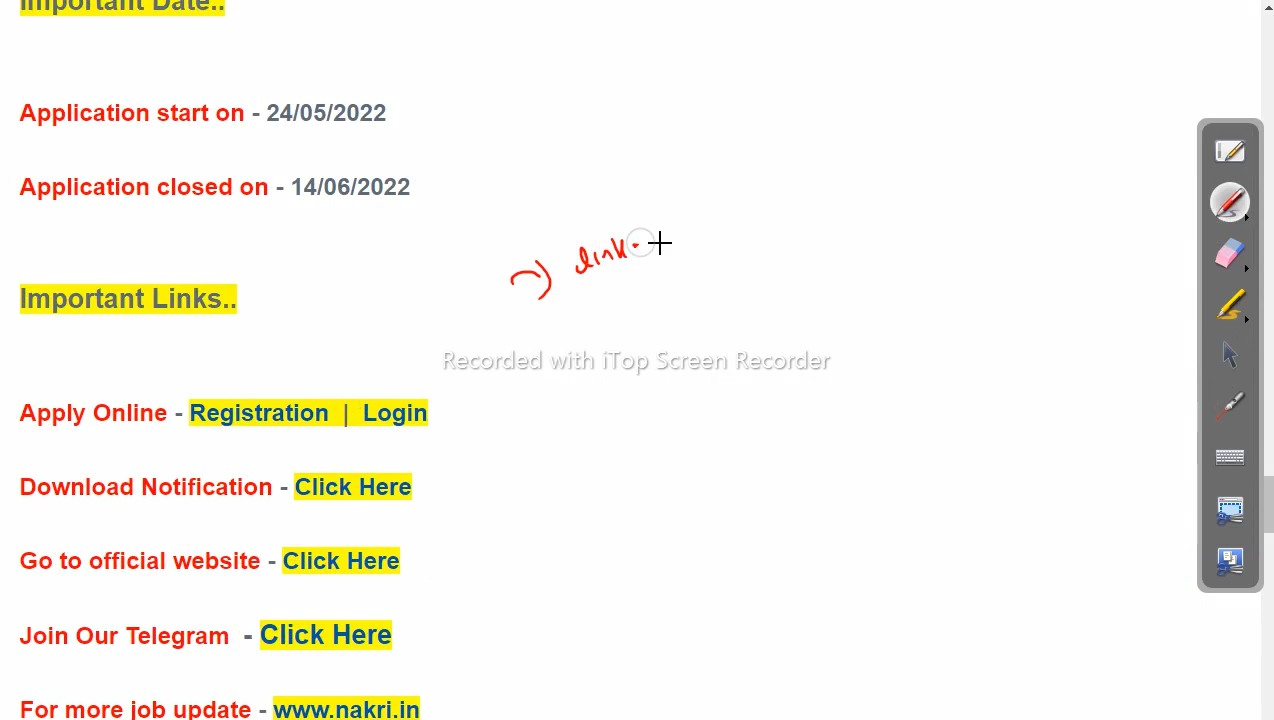 Important Date..
Application start on - 24/05/2022
Application closed on - 14/06/2022
link
Important Links..
Recorded with iTop Screen Recorder
Apply Online - Registration | Login
Download Notification - Click Here
Go to official website - Click Here
Join Our Telegram - Click Here
For more job update - www.nakri.in